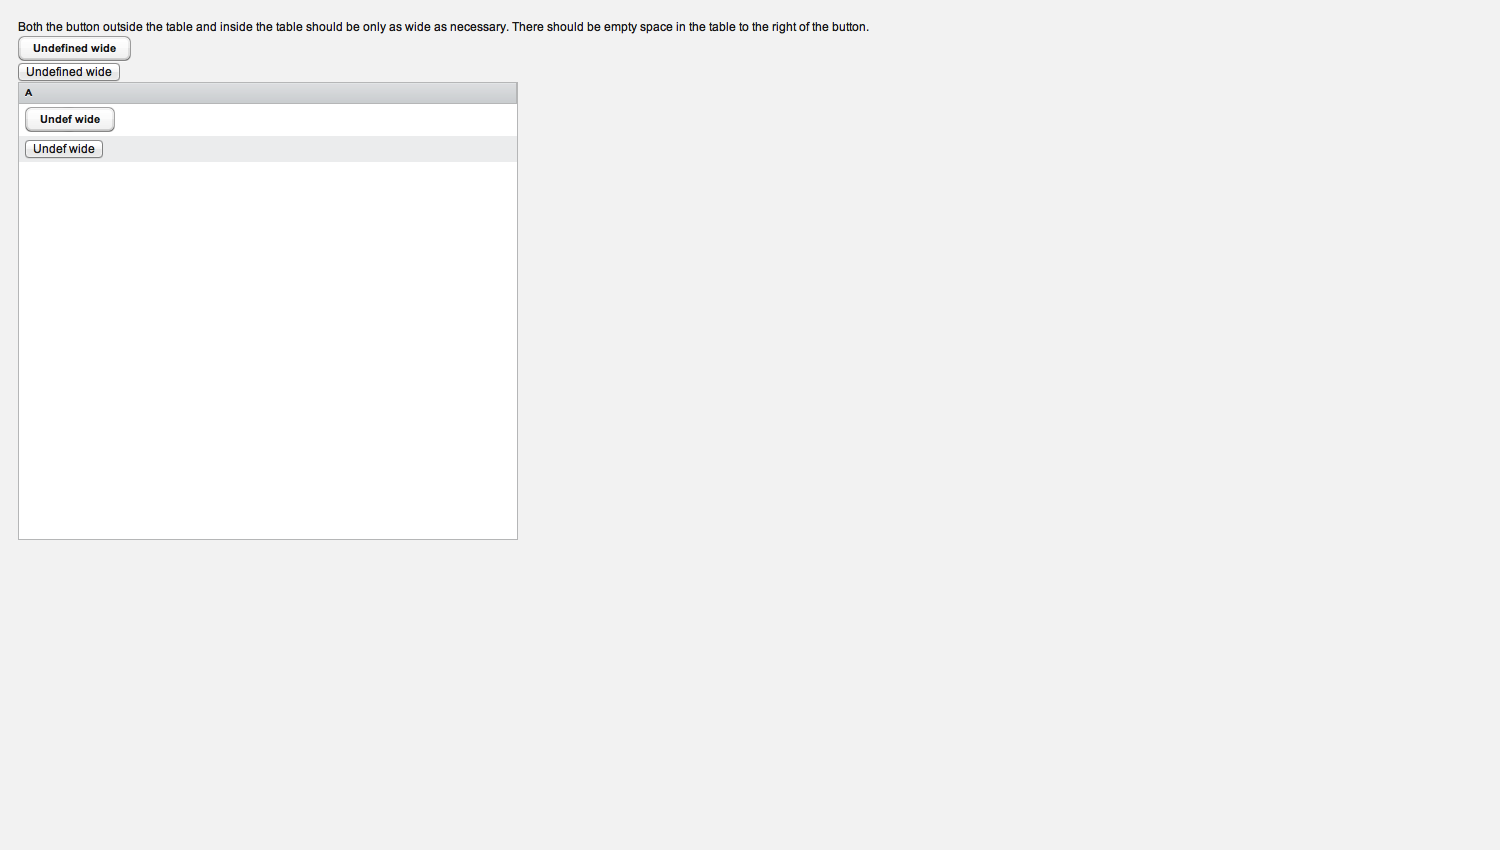 Both the button outside the table and inside the table should be only as wide as necessary. There should be empty space in the table to the right of the button.
Undefined wide
Undefined wide
A
Undef wide
Undef wide